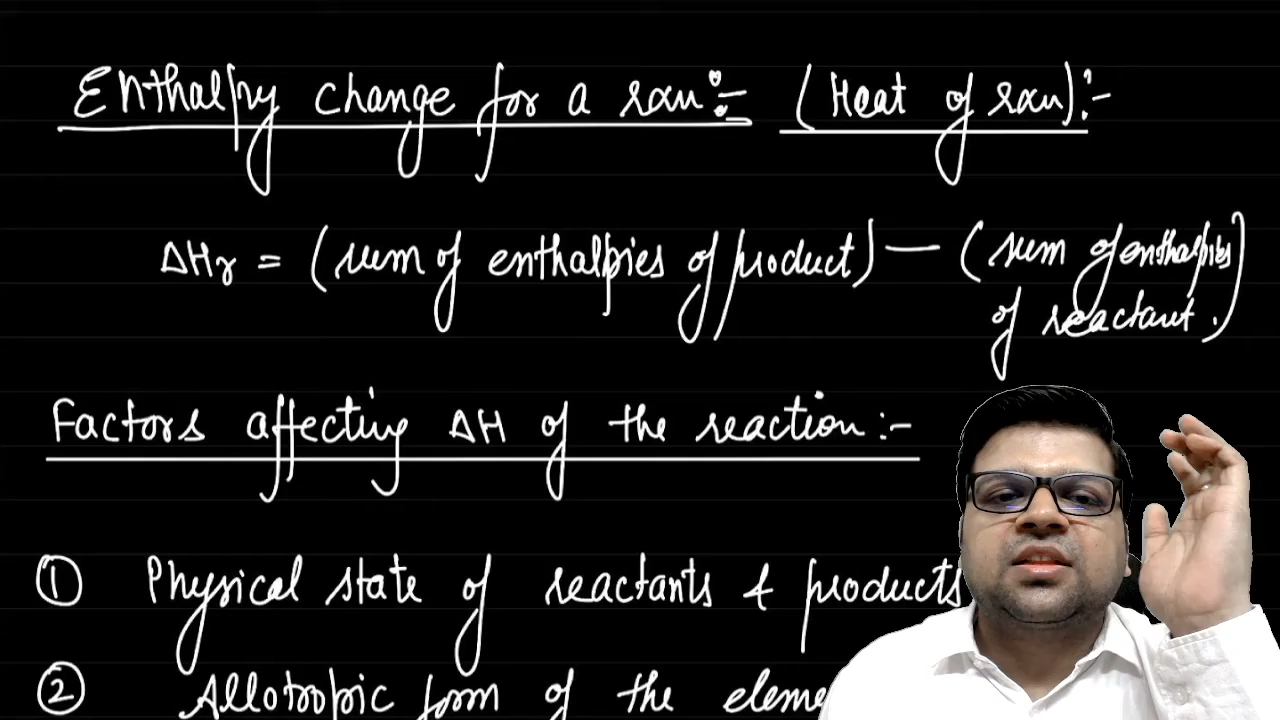 Enthalpy change for a rxn:- (Heat of rxn):-
ΔHr = (sum of enthalpies of product) — (sum of enthalpies
of reactant.)
Factors affecting ΔH of the reaction:-
① Physical state of reactants & products
② Allotropic form of the eleme